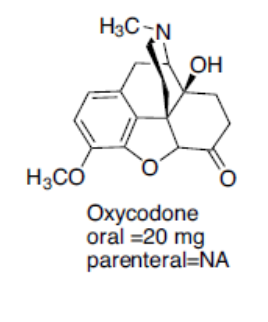 H₃C
N
OH
H₃CO
O
O
Oxycodone
oral =20 mg
parenteral=NA